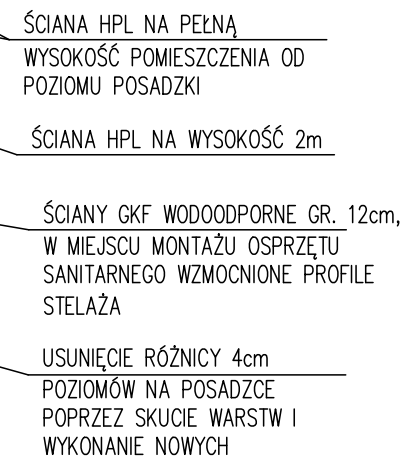 ŚCIANA HPL NA PEŁNĄ
WYSOKOŚĆ POMIESZCZENIA OD
POZIOMU POSADZKI
ŚCIANA HPL NA WYSOKOŚĆ 2m
ŚCIANY GKF WODOODPORNE GR. 12cm,
W MIEJSCU MONTAŻU OSPRZĘTU
SANITARNEGO WZMOCNIONE PROFILE
STELAŻA
USUNIĘCIE RÓŻNICY 4cm
POZIOMÓW NA POSADZCE
POPRZEZ SKUCIE WARSTW I
WYKONANIE NOWYCH